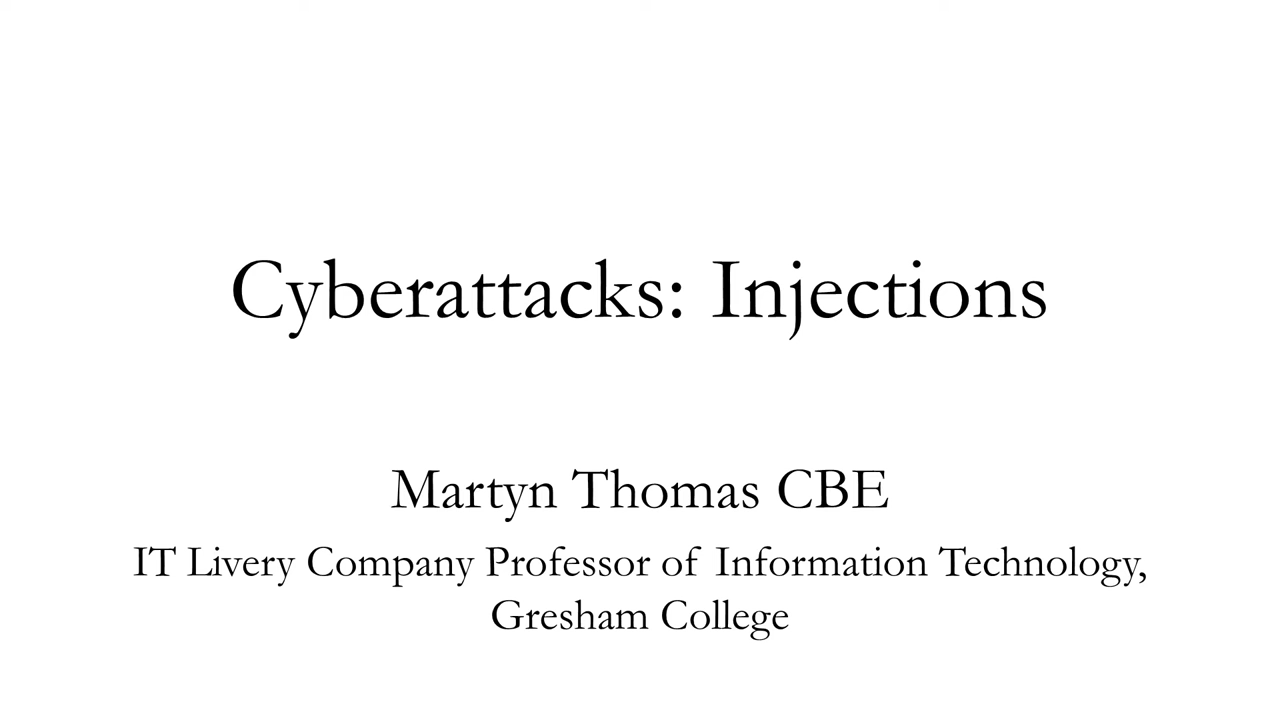 Cyberattacks: Injections
Martyn Thomas CBE
IT Livery Company Professor of Information Technology,
Gresham College